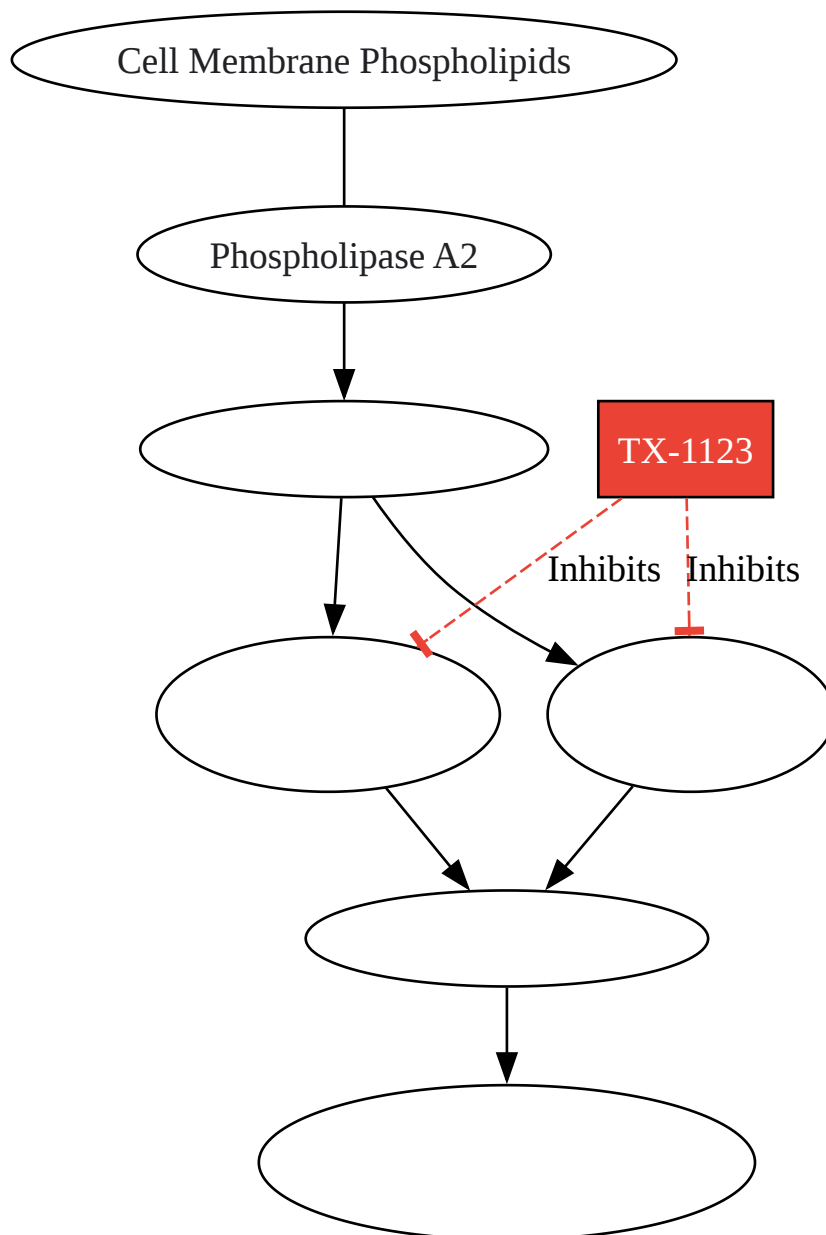 Cell Membrane Phospholipids
Phospholipase A2
TX-1123
Inhibits
Inhibits